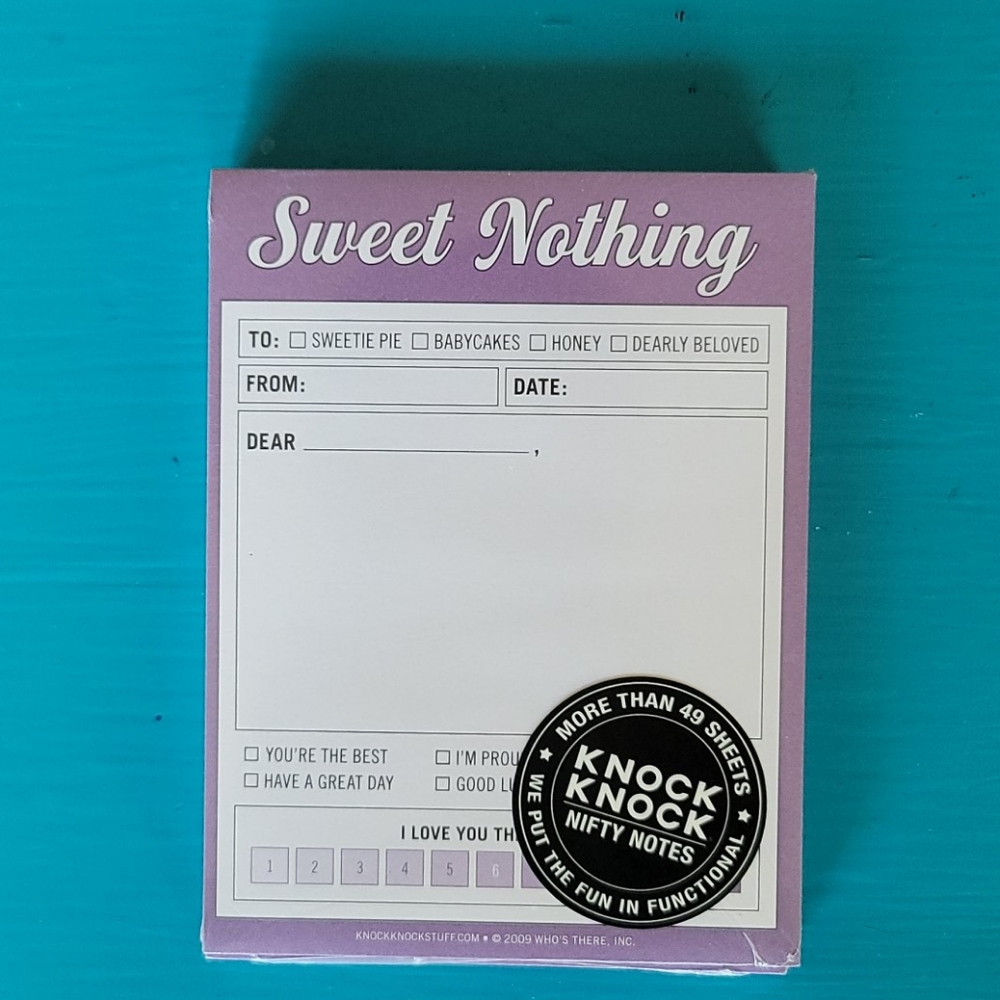 Sweet Nothing
TO: ☐ SWEETIE PIE ☐ BABYCAKES ☐ HONEY ☐ DEARLY BELOVED
FROM: DATE:
DEAR ,
☐ YOU'RE THE BEST ☐ I'M
☐ HAVE A GREAT DAY ☐ GOOD
I LOVE YOU
1 2 3 4 5 6
MORE THAN 49 SHEETS
KNOCK
KNOCK
NIFTY NOTES
★ WE PUT THE FUN IN FUNCTIONAL ★
KNOCKKNOCKSTUFF.COM • © 2009 WHO'S THERE, INC.